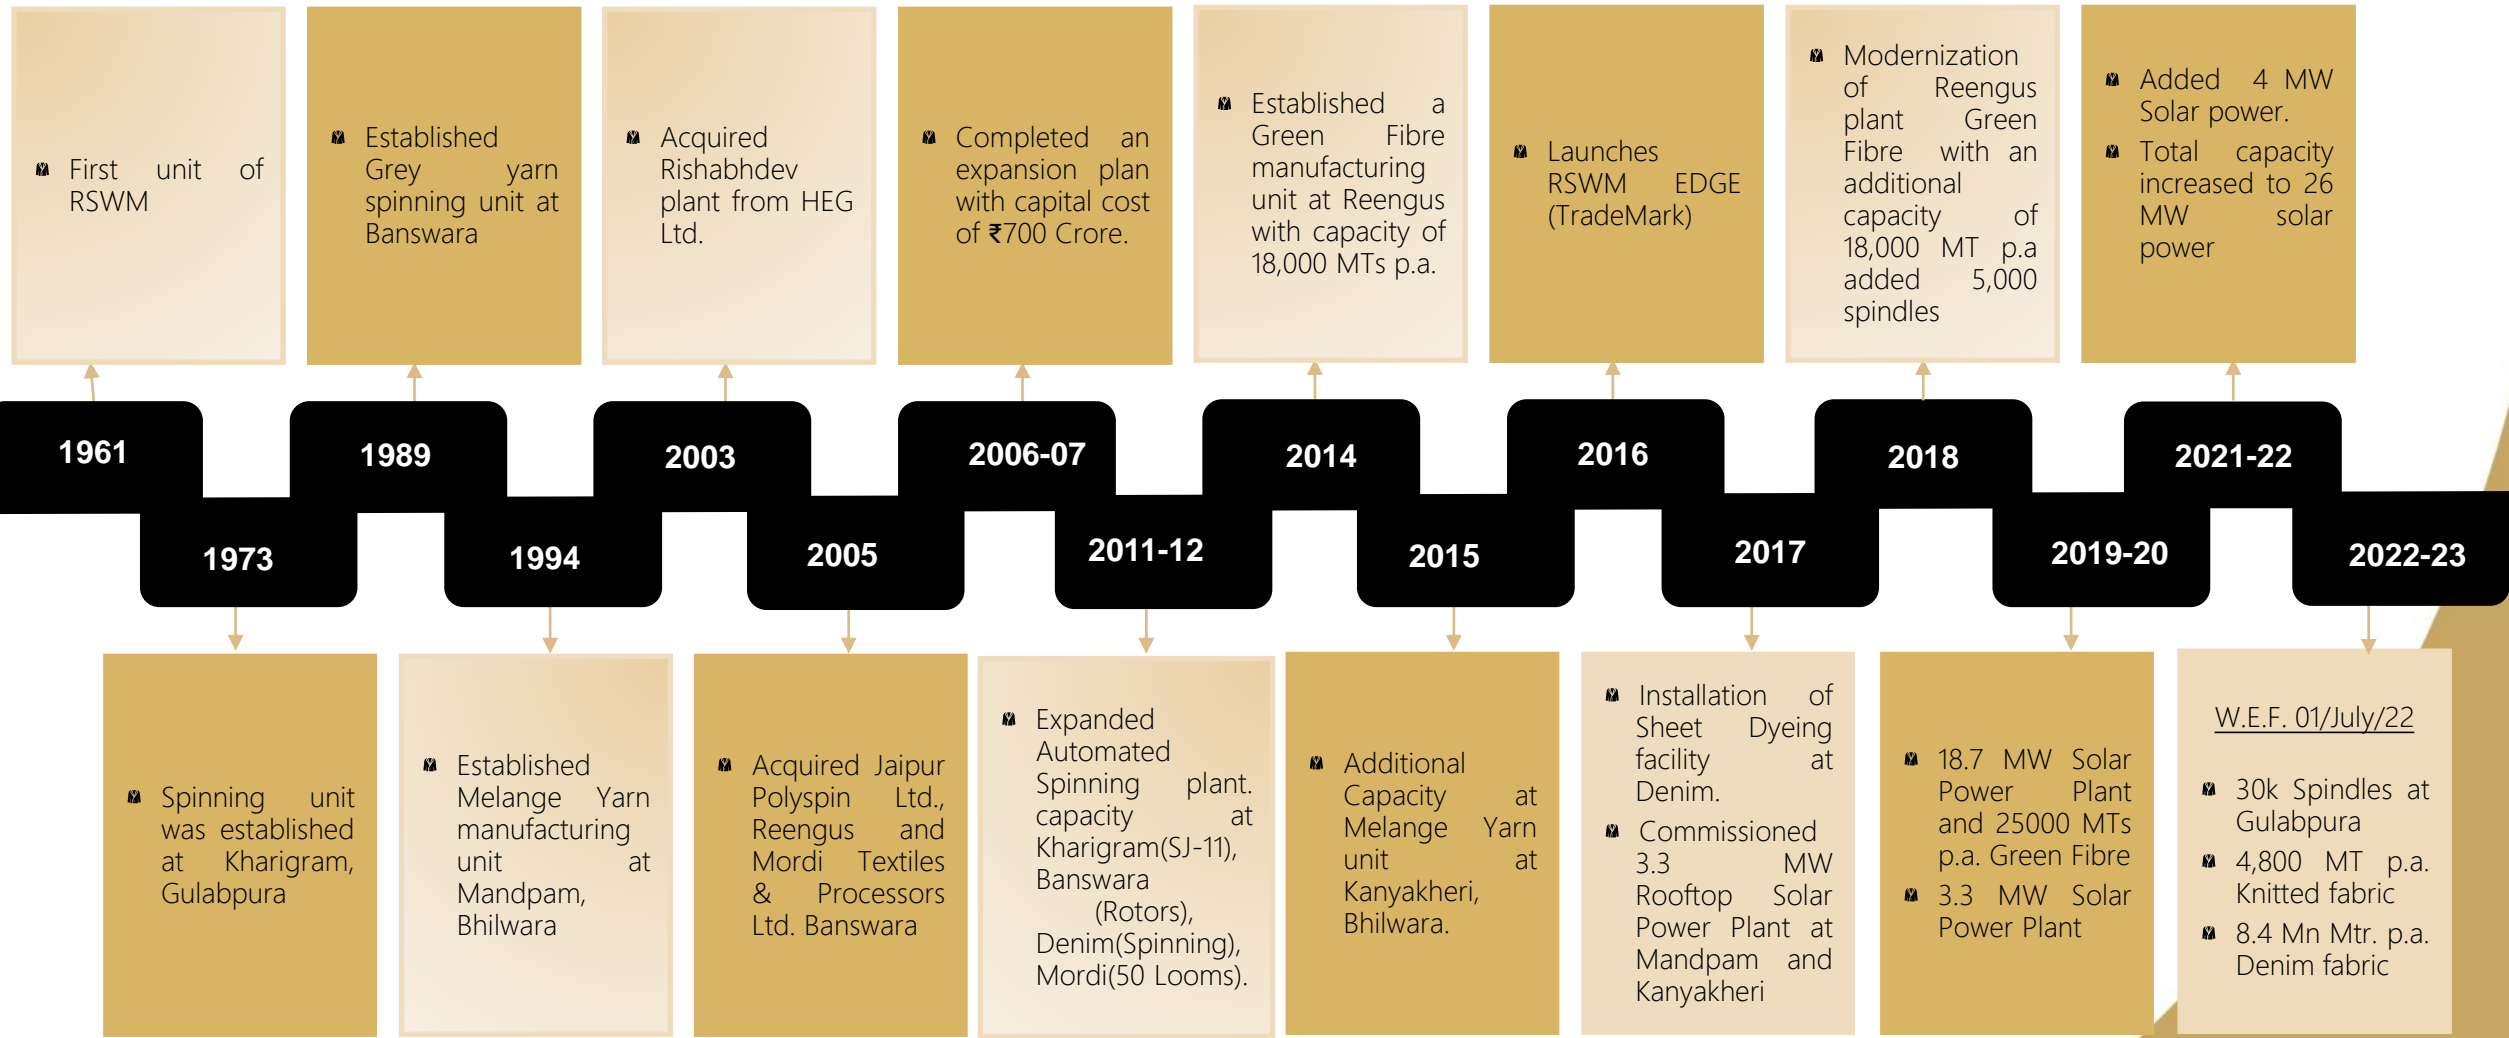 First unit of
RSWM
Established
Grey yarn
spinning unit at
Banswara
Acquired
Rishabhdev
plant from HEG
Ltd.
Completed an
expansion plan
with capital cost
of ₹700 Crore.
Established a
Green Fibre
manufacturing
unit at Reengus
with capacity of
18,000 MTs p.a.
Launches
RSWM EDGE
(TradeMark)
Modernization
of Reengus
plant Green
Fibre with an
additional
capacity of
18,000 MT p.a
added 5,000
spindles
Added 4 MW
Solar power.
Total capacity
increased to 26
MW solar
power
1961
1989
2003
2006-07
2014
2016
2018
2021-22
1973
1994
2005
2011-12
2015
2017
2019-20
2022-23
Spinning unit
was established
at Kharigram,
Gulabpura
Established
Melange Yarn
manufacturing
unit at
Mandpam,
Bhilwara
Acquired Jaipur
Polyspin Ltd.,
Reengus and
Mordi Textiles
& Processors
Ltd. Banswara
Expanded
Automated
Spinning plant.
capacity at
Kharigram(SJ-11),
Banswara
(Rotors),
Denim(Spinning),
Mordi(50 Looms).
Additional
Capacity at
Melange Yarn
unit at
Kanyakheri,
Bhilwara.
Installation of
Sheet Dyeing
facility at
Denim.
Commissioned
3.3 MW
Rooftop Solar
Power Plant at
Mandpam and
Kanyakheri
18.7 MW Solar
Power Plant
and 25000 MTs
p.a. Green Fibre
3.3 MW Solar
Power Plant
W.E.F. 01/July/22
30k Spindles at
Gulabpura
4,800 MT p.a.
Knitted fabric
8.4 Mn Mtr. p.a.
Denim fabric